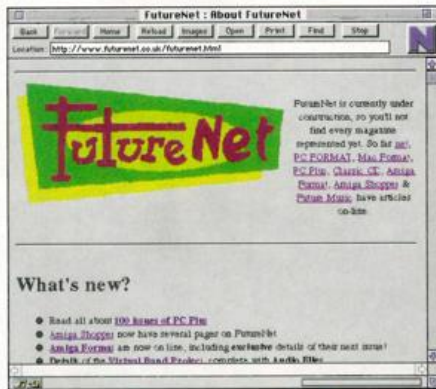 FutureNet : About FutureNet
Back Forward Home Reload Images Open Print Find Stop
Location: http://www.futurenet.co.uk/futurenet.html
N
FutureNet
FutureNet is currently under
construction, so you'll not
find every magazine
represented yet. So far .net,
PC FORMAT, Mac Format,
PC Plus, Classic CD, Amiga
Format, Amiga Shopper &
Future Music have articles
on-line.
What's new?
Read all about 100 issues of PC Plus
Amiga Shopper now have several pages on FutureNet
Amiga Format are now on line, including exclusive details of their next issue!
Details of the Virtual Band Project, complete with Audio Files